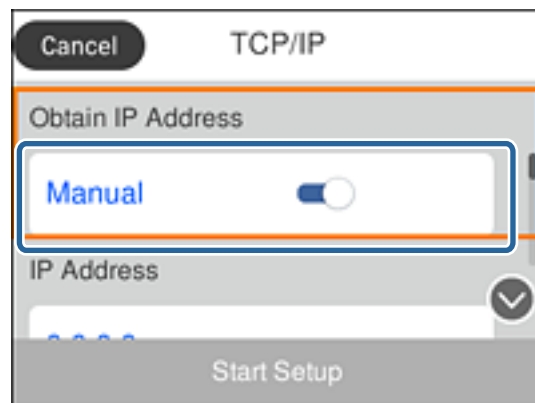 Cancel
TCP/IP
Obtain IP Address
Manual
IP Address
Start Setup